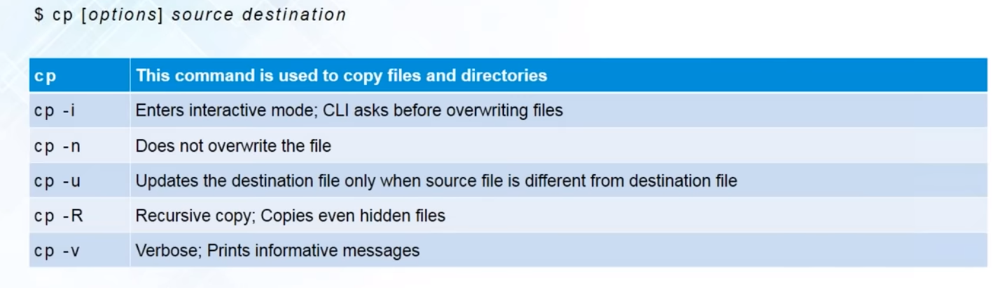 $ cp [options] source destination
cp This command is used to copy files and directories
cp -i Enters interactive mode; CLI asks before overwriting files
cp -n Does not overwrite the file
cp -u Updates the destination file only when source file is different from destination file
cp -R Recursive copy; Copies even hidden files
cp -v Verbose; Prints informative messages